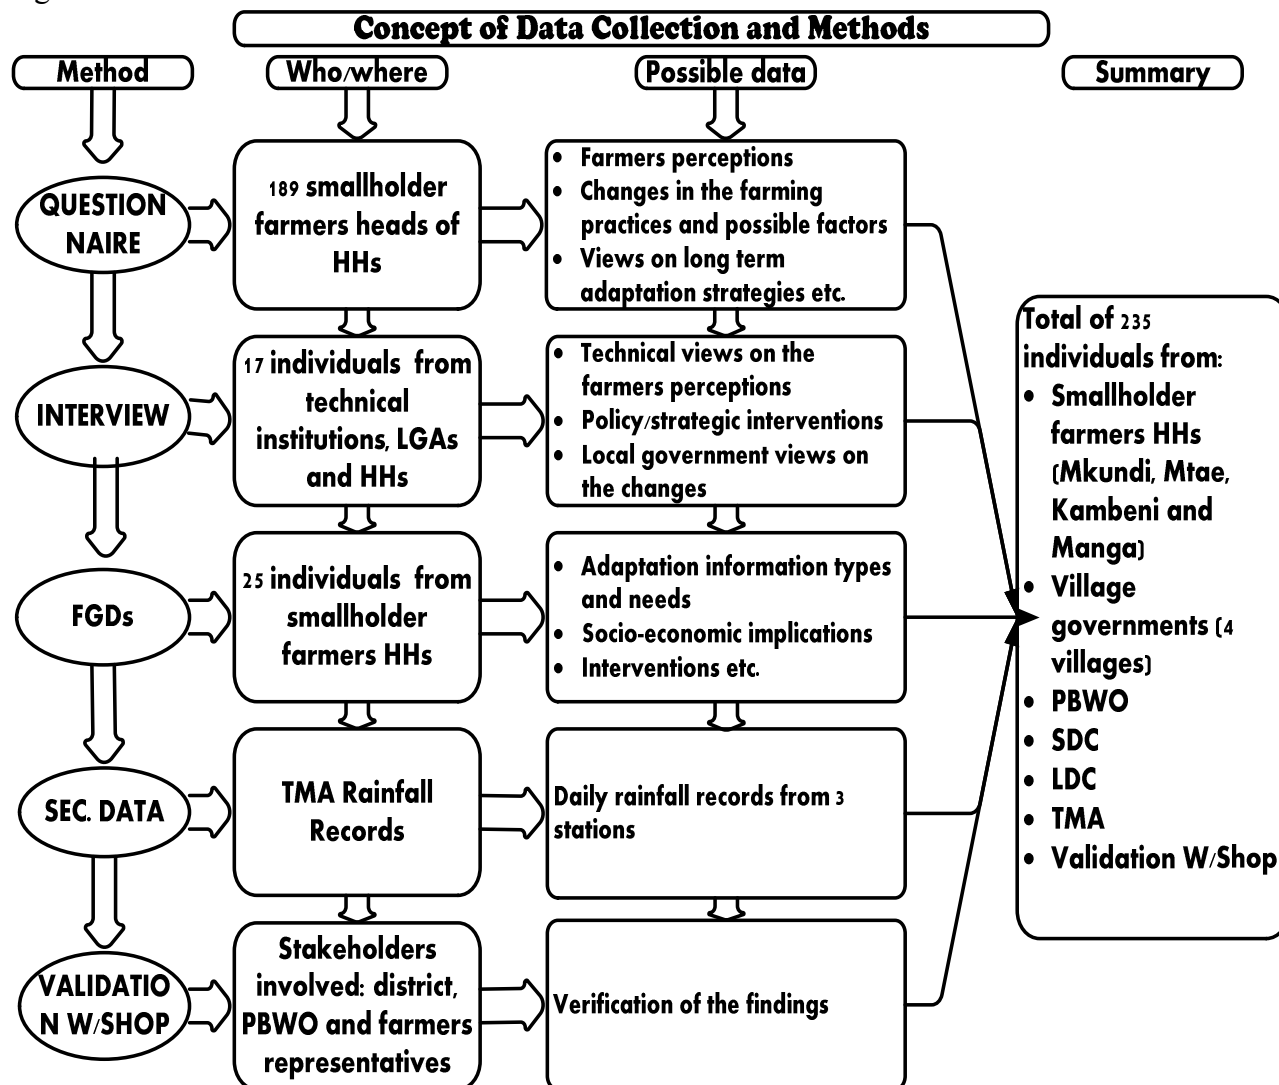 Concept of Data Collection and Methods
Method
Who/where
Possible data
Summary
QUESTION
NAIRE
189 smallholder
farmers heads of
HHs
• Farmers perceptions
• Changes in the farming
practices and possible factors
• Views on long term
adaptation strategies etc.
INTERVIEW
17 individuals from
technical
institutions, LGAs
and HHs
• Technical views on the
farmers perceptions
• Policy/strategic interventions
• Local government views on
the changes
FGDs
25 individuals from
smallholder
farmers HHs
• Adaptation information types
and needs
• Socio-economic implications
• Interventions etc.
SEC. DATA
TMA Rainfall
Records
Daily rainfall records from 3
stations
VALIDATIO
N W/SHOP
Stakeholders
involved: district,
PBWO and farmers
representatives
Verification of the findings
Total of 235
individuals from:
• Smallholder
farmers HHs
(Mkundi, Mtae,
Kambeni and
Manga)
• Village
governments (4
villages)
• PBWO
• SDC
• LDC
• TMA
• Validation W/Shop